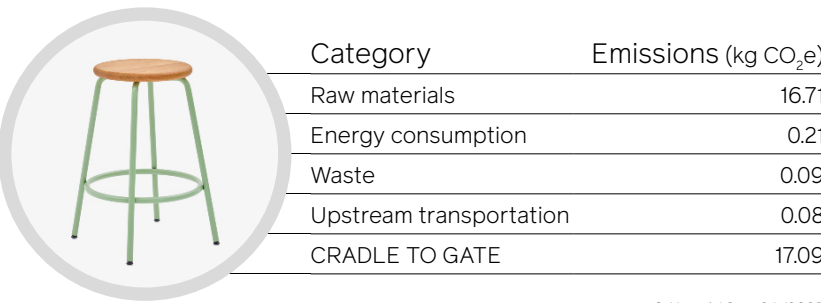 Category Emissions (kg CO₂e)
Raw materials 16.71
Energy consumption 0.21
Waste 0.09
Upstream transportation 0.08
CRADLE TO GATE 17.09